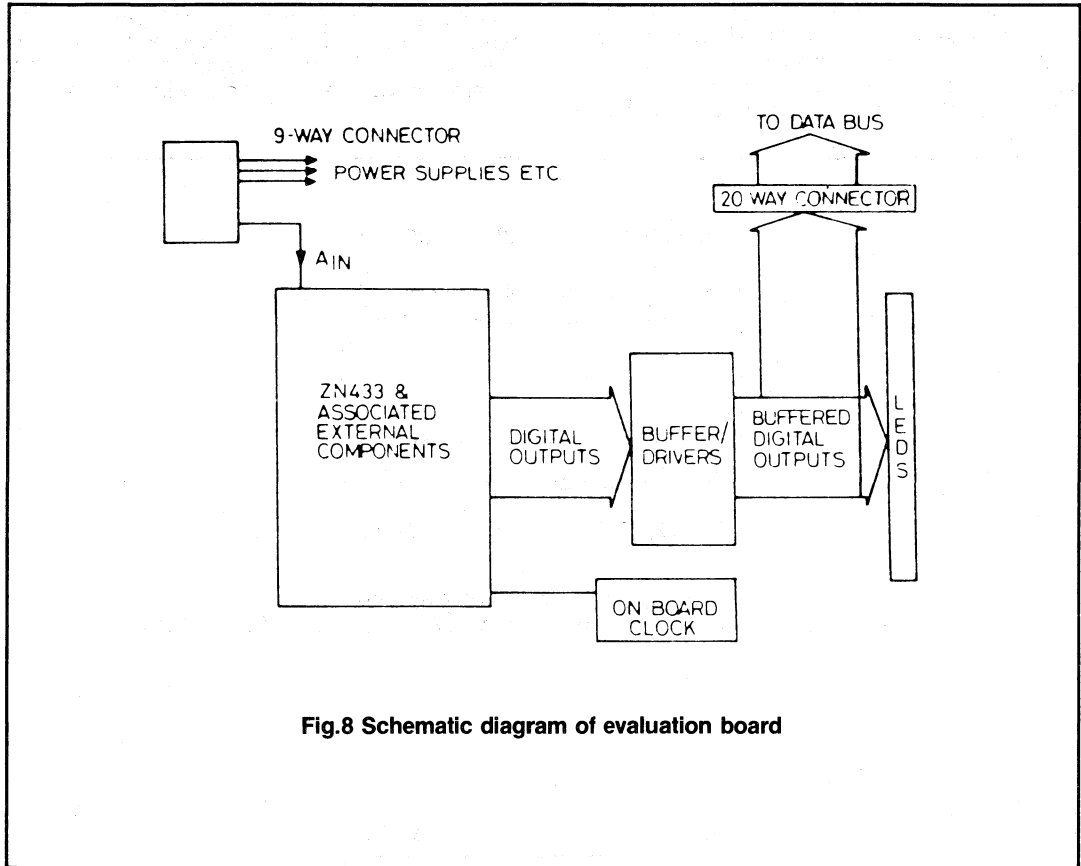 9-WAY CONNECTOR
POWER SUPPLIES ETC
TO DATA BUS
20 WAY CONNECTOR
AIN
ZN433 &
ASSOCIATED
EXTERNAL
COMPONENTS
DIGITAL
OUTPUTS
BUFFER/
DRIVERS
BUFFERED
DIGITAL
OUTPUTS
LEDS
ON BOARD
CLOCK
Fig.8 Schematic diagram of evaluation board